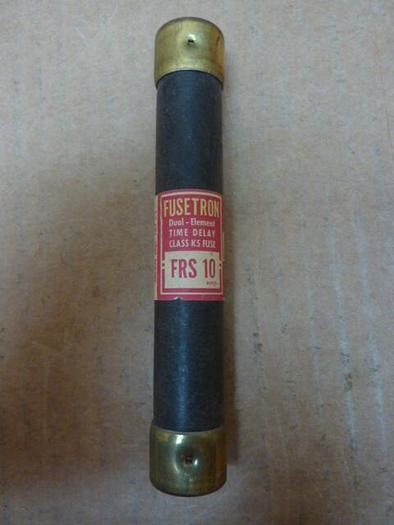 FUSETRON
Dual-Element
TIME DELAY
CLASS K5 FUSE
FRS 10